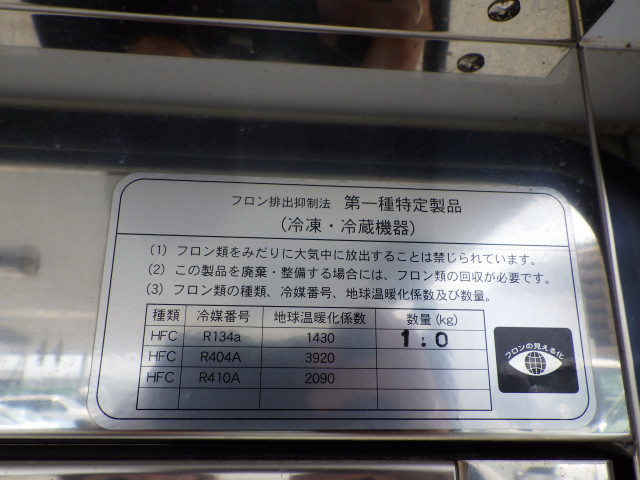 フロン排出抑制法 第一種特定製品
（冷凍・冷蔵機器）
(1) フロン類をみだりに大気中に放出することは禁じられています。
(2) この製品を廃棄・整備する場合には、フロン類の回収が必要です。
(3) フロン類の種類、冷媒番号、地球温暖化係数及び数量。
種類 冷媒番号 地球温暖化係数 数量(kg)
HFC R134a 1430 1:0
HFC R404A 3920
HFC R410A 2090
フロンの見える化